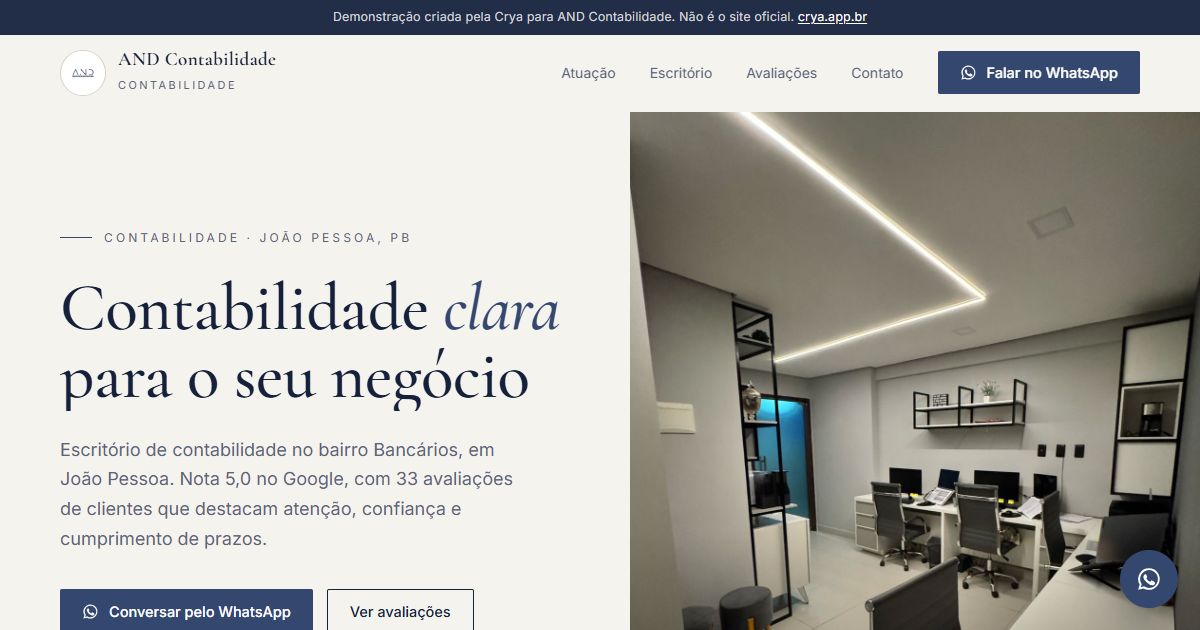 Demonstração criada pela Crya para AND Contabilidade. Não é o site oficial. crya.app.br
AND
AND Contabilidade
CONTABILIDADE
Atuação
Escritório
Avaliações
Contato
Falar no WhatsApp
CONTABILIDADE · JOÃO PESSOA, PB
Contabilidade clara
para o seu negócio
Escritório de contabilidade no bairro Bancários, em
João Pessoa. Nota 5,0 no Google, com 33 avaliações
de clientes que destacam atenção, confiança e
cumprimento de prazos.
Conversar pelo WhatsApp
Ver avaliações